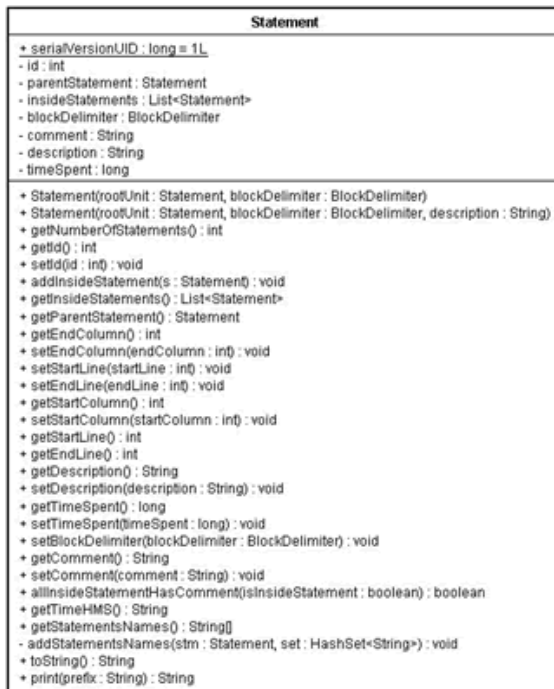 Statement
+ serialVersionUID : long = 1L
- id : int
- parentStatement : Statement
- insideStatements : List<Statement>
- blockDelimiter : BlockDelimiter
- comment : String
- description : String
- timeSpent : long
+ Statement(rootUnit : Statement, blockDelimiter : BlockDelimiter)
+ Statement(rootUnit : Statement, blockDelimiter : BlockDelimiter, description : String)
+ getNumberOfStatements() : int
+ getId() : int
+ setId(id : int) : void
+ addInsideStatement(s : Statement) : void
+ getInsideStatements() : List<Statement>
+ getParentStatement() : Statement
+ getEndColumn() : int
+ setEndColumn(endColumn : int) : void
+ setStartLine(startLine : int) : void
+ setEndLine(endLine : int) : void
+ getStartColumn() : int
+ setStartColumn(startColumn : int) : void
+ getStartLine() : int
+ getEndLine() : int
+ getDescription() : String
+ setDescription(description : String) : void
+ getTimeSpent() : long
+ setTimeSpent(timeSpent : long) : void
+ setBlockDelimiter(blockDelimiter : BlockDelimiter) : void
+ getComment() : String
+ setComment(comment : String) : void
+ allInsideStatementHasComment(isInsideStatement : boolean) : boolean
+ getTimeHMS() : String
+ getStatementsNames() : String[]
- addStatementsNames(stm : Statement, set : HashSet<String>) : void
+ toString() : String
+ print(prefix : String) : String